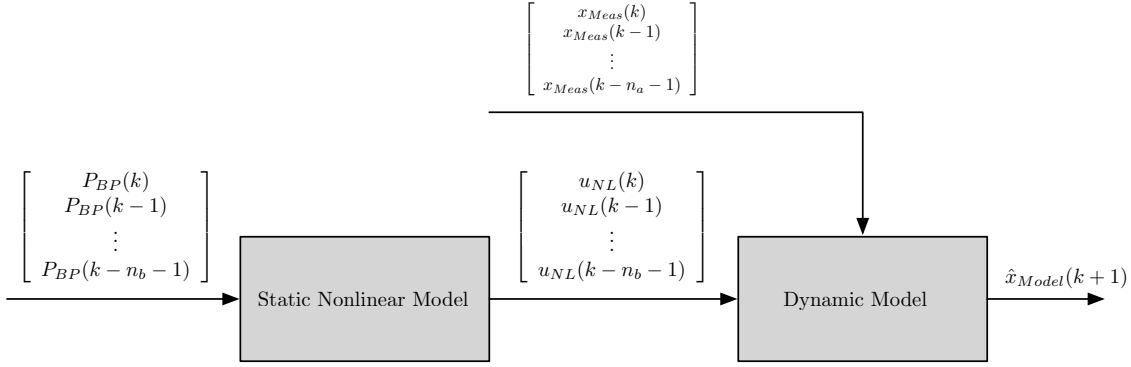 x_{Meas}(k)
x_{Meas}(k-1)
⋮
x_{Meas}(k-n_a-1)
P_{BP}(k)
P_{BP}(k-1)
⋮
P_{BP}(k-n_b-1)
u_{NL}(k)
u_{NL}(k-1)
⋮
u_{NL}(k-n_b-1)
Static Nonlinear Model
Dynamic Model
\hat{x}_{Model}(k+1)